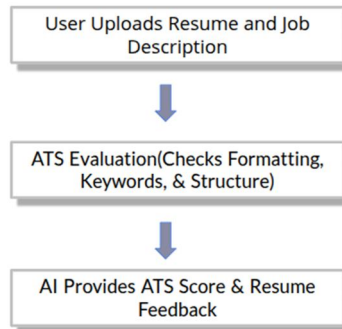 User Uploads Resume and Job
Description
ATS Evaluation(Checks Formatting,
Keywords, & Structure)
AI Provides ATS Score & Resume
Feedback